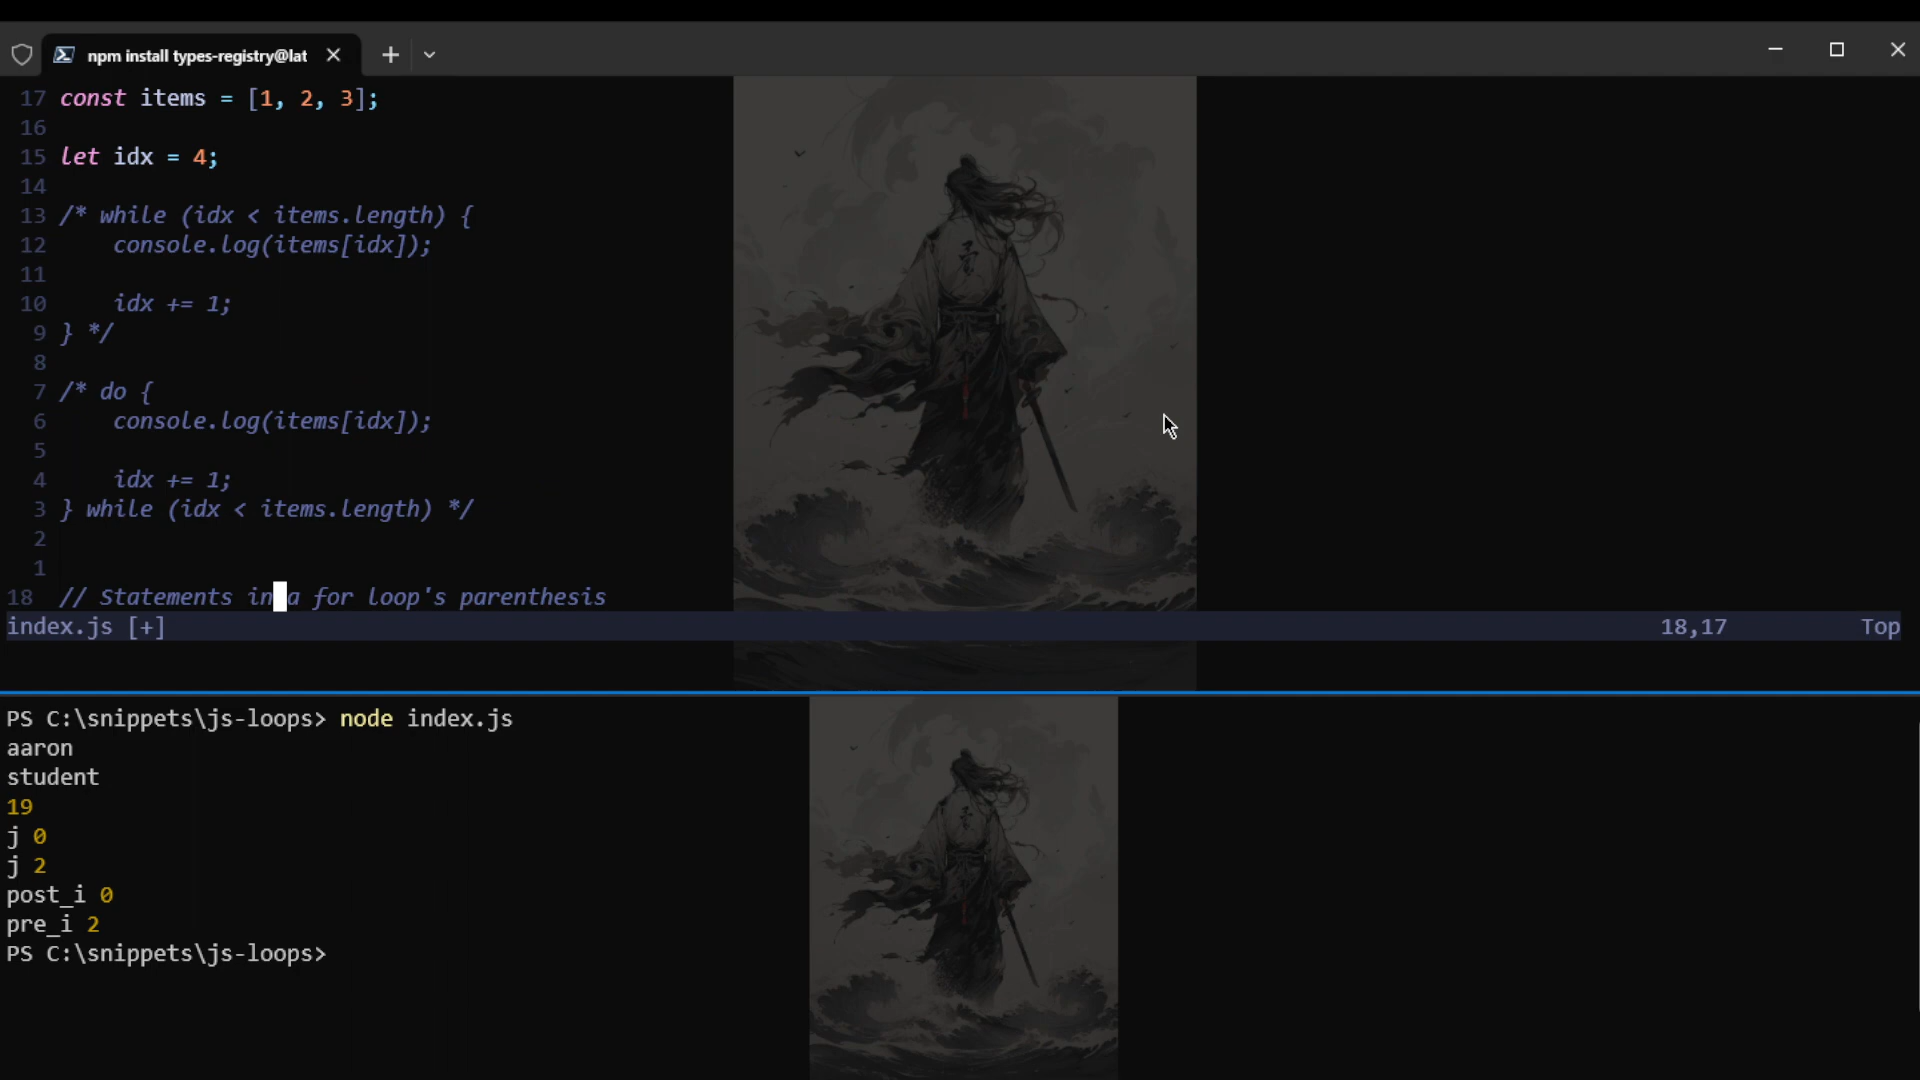 npm install types-registry@lat
17 const items = [1, 2, 3];
16
15 let idx = 4;
14
13 /* while (idx < items.length) {
12     console.log(items[idx]);
11
10     idx += 1;
9 } */
8
7 /* do {
6     console.log(items[idx]);
5
4     idx += 1;
3 } while (idx < items.length) */
2
1
18 // Statements in a for loop's parenthesis
index.js [+] 18,17 Top
PS C:\snippets\js-loops> node index.js
aaron
student
19
j 0
j 2
post_i 0
pre_i 2
PS C:\snippets\js-loops>